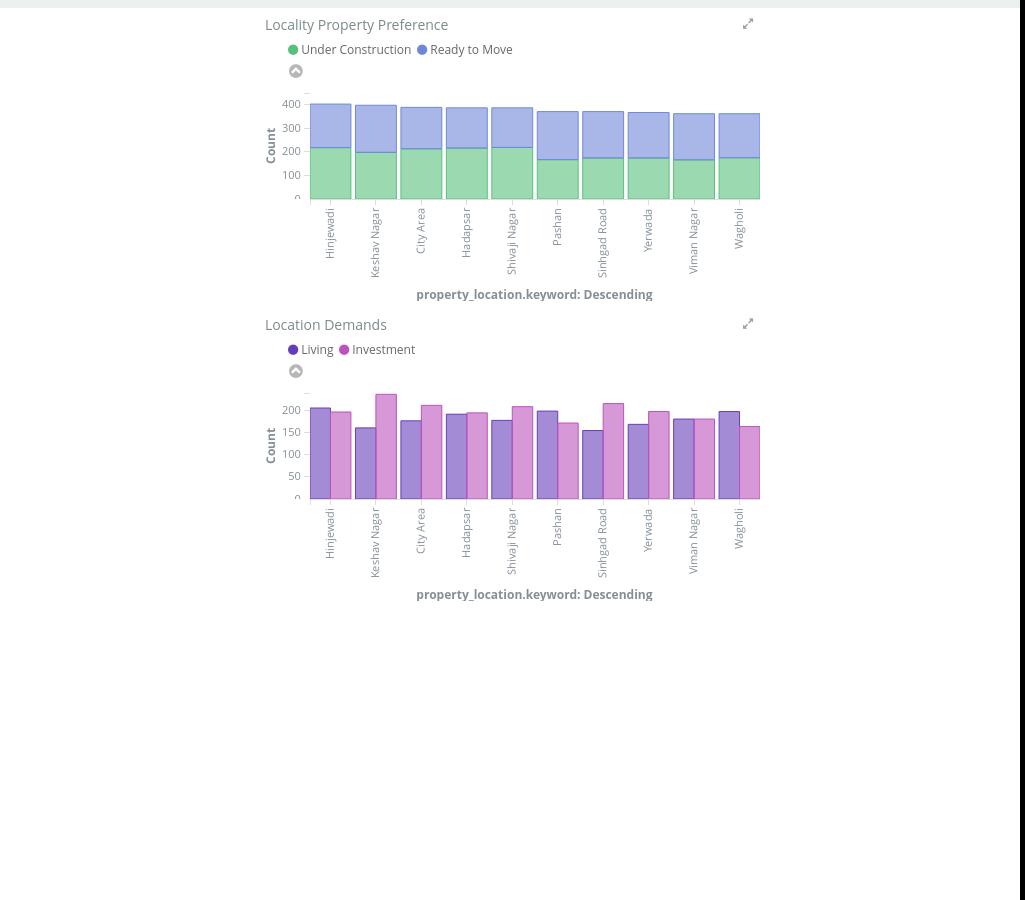 Locality Property Preference
Under Construction Ready to Move
Count
400
300
200
100
0
Hinjewadi
Keshav Nagar
City Area
Hadapsar
Shivaji Nagar
Pashan
Sinhgad Road
Yerwada
Viman Nagar
Wagholi
property_location.keyword: Descending
Location Demands
Living Investment
Count
200
150
100
50
0
Hinjewadi
Keshav Nagar
City Area
Hadapsar
Shivaji Nagar
Pashan
Sinhgad Road
Yerwada
Viman Nagar
Wagholi
property_location.keyword: Descending